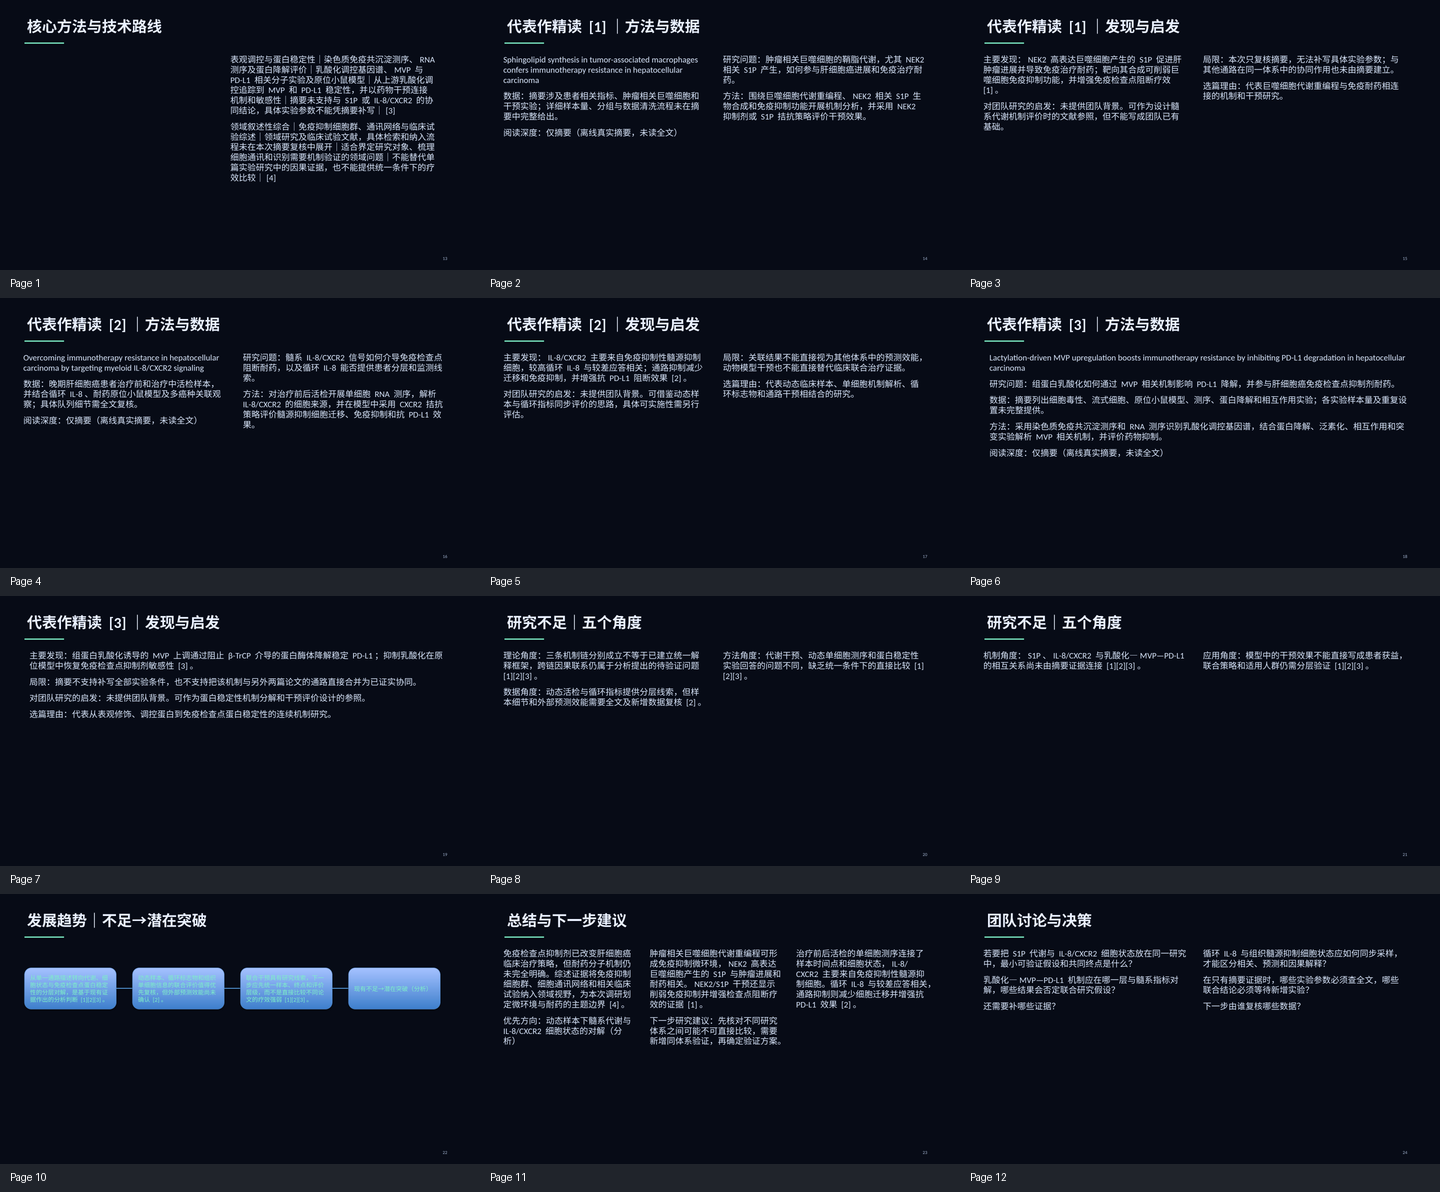 核心方法与技术路线
表观调控与蛋白稳定性｜染色质免疫共沉淀测序、 RNA
测序及蛋白降解评价｜乳酸化调控基因谱、 MVP 与
PD-L1 相关分子实验及原位小鼠模型｜从上游乳酸化调
控追踪到 MVP 和 PD-L1 稳定性，并以药物干预连接
机制和敏感性｜摘要未支持与 S1P 或 IL-8/CXCR2 的协
同结论，具体实验参数不能凭摘要补写｜ [3]
领域叙述性综合｜免疫抑制细胞群、通讯网络与临床试
验综述｜领域研究及临床试验文献，具体检索和纳入流
程未在本次摘要复核中展开｜适合界定研究对象、梳理
细胞通讯和识别需要机制验证的领域问题｜不能替代单
篇实验研究中的因果证据，也不能提供统一条件下的疗
效比较｜ [4]
13
Page 1
代表作精读 [1] ｜方法与数据
Sphingolipid synthesis in tumor-associated macrophages
confers immunotherapy resistance in hepatocellular
carcinoma
数据：摘要涉及患者相关指标、肿瘤相关巨噬细胞和
干预实验；详细样本量、分组与数据清洗流程未在摘
要中完整给出。
阅读深度：仅摘要（离线真实摘要，未读全文）
研究问题：肿瘤相关巨噬细胞的鞘脂代谢，尤其 NEK2
相关 S1P 产生，如何参与肝细胞癌进展和免疫治疗耐
药。
方法：围绕巨噬细胞代谢重编程、 NEK2 相关 S1P 生
物合成和免疫抑制功能开展机制分析，并采用 NEK2
抑制剂或 S1P 拮抗策略评价干预效果。
14
Page 2
代表作精读 [1] ｜发现与启发
主要发现： NEK2 高表达巨噬细胞产生的 S1P 促进肝
肿瘤进展并导致免疫治疗耐药；靶向其合成可削弱巨
噬细胞免疫抑制功能，并增强免疫检查点阻断疗效
[1] 。
对团队研究的启发：未提供团队背景。可作为设计髓
系代谢机制评价时的文献参照，但不能写成团队已有
基础。
局限：本次只复核摘要，无法补写具体实验参数；与
其他通路在同一体系中的协同作用也未由摘要建立。
选篇理由：代表巨噬细胞代谢重编程与免疫耐药相连
接的机制和干预研究。
15
Page 3
代表作精读 [2] ｜方法与数据
Overcoming immunotherapy resistance in hepatocellular
carcinoma by targeting myeloid IL-8/CXCR2 signaling
数据：晚期肝细胞癌患者治疗前和治疗中活检样本，
并结合循环 IL-8 、耐药原位小鼠模型及多癌种关联观
察；具体队列细节需全文复核。
阅读深度：仅摘要（离线真实摘要，未读全文）
研究问题：髓系 IL-8/CXCR2 信号如何介导免疫检查点
阻断耐药，以及循环 IL-8 能否提供患者分层和监测线
索。
方法：对治疗前后活检开展单细胞 RNA 测序，解析
IL-8/CXCR2 的细胞来源，并在模型中采用 CXCR2 拮抗
策略评价髓源抑制细胞迁移、免疫抑制和抗 PD-L1 效
果。
16
Page 4
代表作精读 [2] ｜发现与启发
主要发现： IL-8/CXCR2 主要来自免疫抑制性髓源抑制
细胞，较高循环 IL-8 与较差应答相关；通路抑制减少
迁移和免疫抑制，并增强抗 PD-L1 阻断效果 [2] 。
对团队研究的启发：未提供团队背景。可借鉴动态样
本与循环指标同步评价的思路，具体可实施性需另行
评估。
局限：关联结果不能直接视为其他体系中的预测效能，
动物模型干预也不能直接替代临床联合治疗证据。
选篇理由：代表动态临床样本、单细胞机制解析、循
环标志物和通路干预相结合的研究。
17
Page 5
代表作精读 [3] ｜方法与数据
Lactylation-driven MVP upregulation boosts immunotherapy resistance by inhibiting PD-L1 degradation in hepatocellular
carcinoma
研究问题：组蛋白乳酸化如何通过 MVP 相关机制影响 PD-L1 降解，并参与肝细胞癌免疫检查点抑制剂耐药。
数据：摘要列出细胞毒性、流式细胞、原位小鼠模型、测序、蛋白降解和相互作用实验；各实验样本量及重复设
置未完整提供。
方法：采用染色质免疫共沉淀测序和 RNA 测序识别乳酸化调控基因谱，结合蛋白降解、泛素化、相互作用和突
变实验解析 MVP 相关机制，并评价药物抑制。
阅读深度：仅摘要（离线真实摘要，未读全文）
18
Page 6
代表作精读 [3] ｜发现与启发
主要发现：组蛋白乳酸化诱导的 MVP 上调通过阻止 β-TrCP 介导的蛋白酶体降解稳定 PD-L1 ；抑制乳酸化在原
位模型中恢复免疫检查点抑制剂敏感性 [3] 。
局限：摘要不支持补写全部实验条件，也不支持把该机制与另外两篇论文的通路直接合并为已证实协同。
对团队研究的启发：未提供团队背景。可作为蛋白稳定性机制分解和干预评价设计的参照。
选篇理由：代表从表观修饰、调控蛋白到免疫检查点蛋白稳定性的连续机制研究。
19
Page 7
研究不足｜五个角度
理论角度：三条机制链分别成立不等于已建立统一解
释框架，跨链因果联系仍属于分析提出的待验证问题
[1][2][3] 。
数据角度：动态活检与循环指标提供分层线索，但样
本细节和外部预测效能需要全文及新增数据复核 [2] 。
方法角度：代谢干预、动态单细胞测序和蛋白稳定性
实验回答的问题不同，缺乏统一条件下的直接比较 [1]
[2][3] 。
20
Page 8
研究不足｜五个角度
机制角度： S1P 、 IL-8/CXCR2 与乳酸化— MVP—PD-L1
的相互关系尚未由摘要证据连接 [1][2][3] 。
应用角度：模型中的干预效果不能直接写成患者获益，
联合策略和适用人群仍需分层验证 [1][2][3] 。
21
Page 9
发展趋势｜不足→潜在突破
现有不足→潜在突破（分析）
22
Page 10
总结与下一步建议
免疫检查点抑制剂已改变肝细胞癌
临床治疗策略，但耐药分子机制仍
未完全明确。综述证据将免疫抑制
细胞群、细胞通讯网络和相关临床
试验纳入领域视野，为本次调研划
定微环境与耐药的主题边界 [4] 。
优先方向：动态样本下髓系代谢与
IL-8/CXCR2 细胞状态的对解（分
析）
肿瘤相关巨噬细胞代谢重编程可形
成免疫抑制微环境， NEK2 高表达
巨噬细胞产生的 S1P 与肿瘤进展和
耐药相关。 NEK2/S1P 干预还显示
削弱免疫抑制并增强检查点阻断疗
效的证据 [1] 。
下一步研究建议：先核对不同研究
体系之间可能不可直接比较，需要
新增同体系验证，再确定验证方案。
治疗前后活检的单细胞测序连接了
样本时间点和细胞状态， IL-8/
CXCR2 主要来自免疫抑制性髓源抑
制细胞。循环 IL-8 与较差应答相关，
通路抑制则减少细胞迁移并增强抗
PD-L1 效果 [2] 。
23
Page 11
团队讨论与决策
若要把 S1P 代谢与 IL-8/CXCR2 细胞状态放在同一研究
中，最小可验证假设和共同终点是什么？
乳酸化— MVP—PD-L1 机制应在哪一层与髓系指标对
解，哪些结果会否定联合研究假设？
还需要补哪些证据？
循环 IL-8 与组织髓源抑制细胞状态应如何同步采样，
才能区分相关、预测和因果解释？
在只有摘要证据时，哪些实验参数必须查全文，哪些
联合结论必须等待新增实验？
下一步由谁复核哪些数据？
24
Page 12